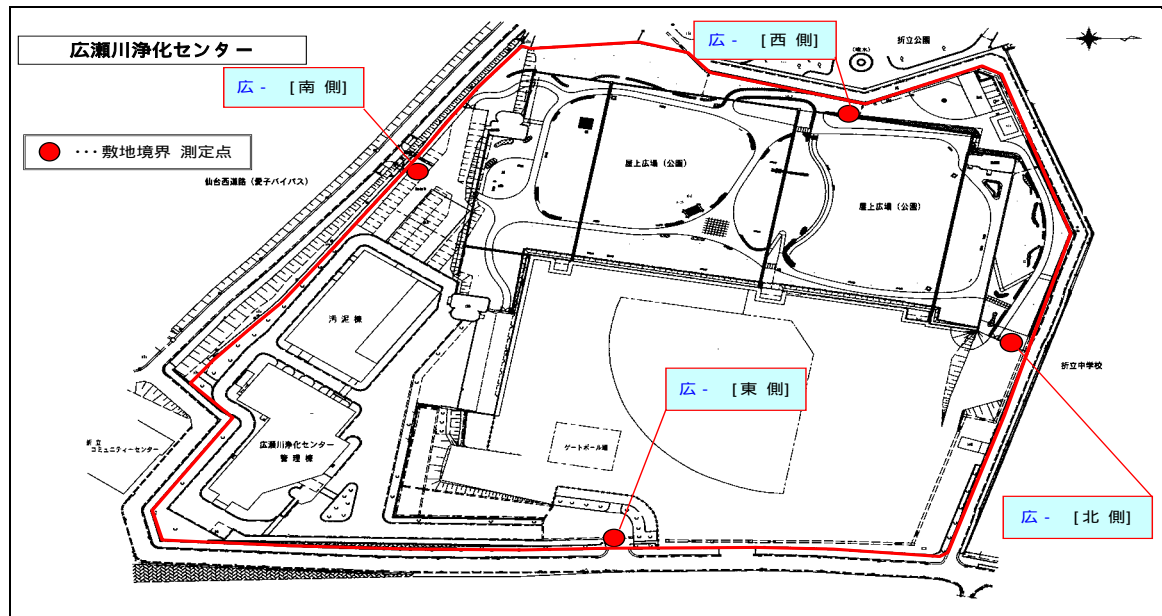 広瀬川浄化センター
広- [西 側]
折立公園
(噴水)
広- [南 側]
●・・・敷地境界 測定点
仙台西道路(愛子バイパス)
屋上広場(公園)
屋上広場(公園)
汚泥棟
折立中学校
広- [東 側]
折立
コミュニティーセンター
広瀬川浄化センター
管理棟
ゲートボール場
広- [北 側]